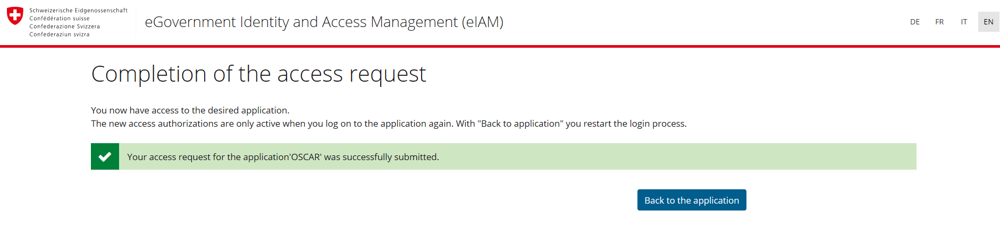 Schweizerische Eidgenossenschaft
Confédération suisse
Confederazione Svizzera
Confederaziun svizra
eGovernment Identity and Access Management (eIAM)
DE FR IT EN
Completion of the access request
You now have access to the desired application.
The new access authorizations are only active when you log on to the application again. With "Back to application" you restart the login process.
Your access request for the application'OSCAR' was successfully submitted.
Back to the application